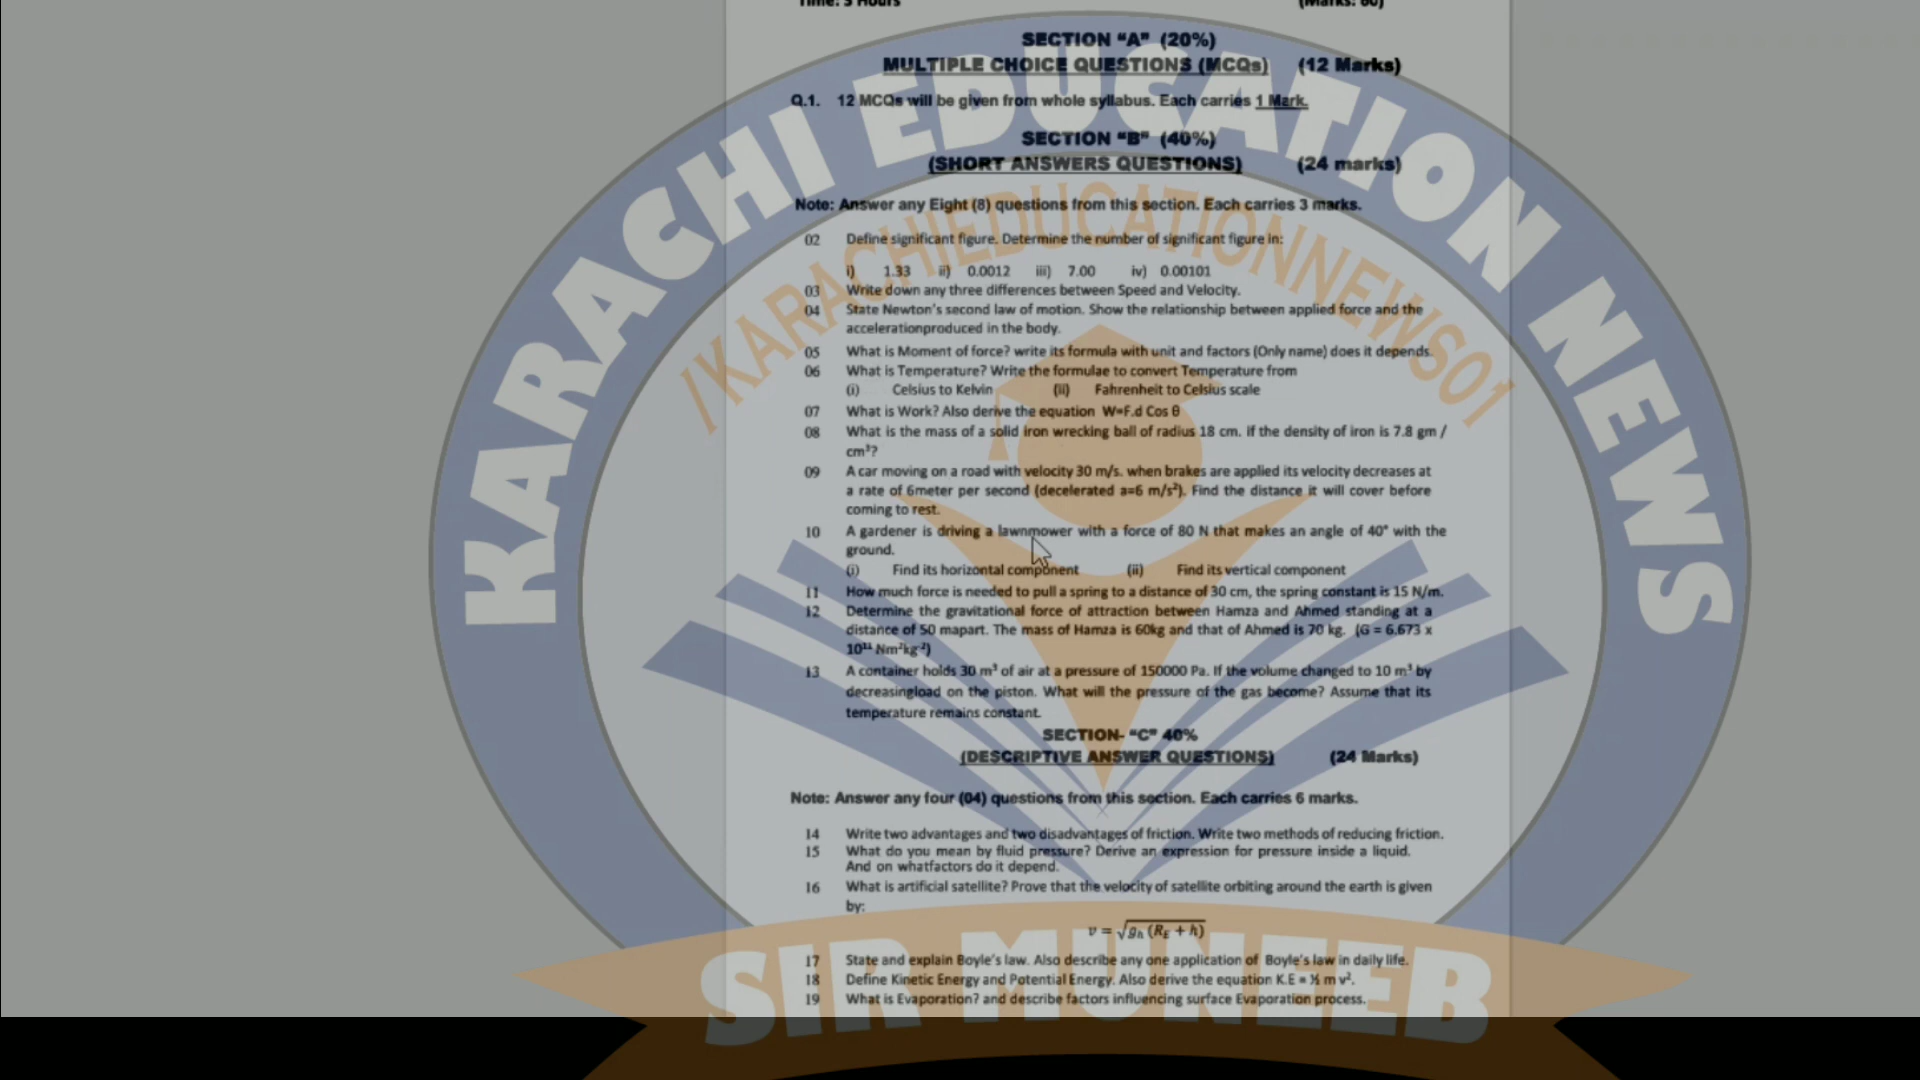 Time: 3 Hours (Marks: 60)
SECTION "A" (20%)
MULTIPLE CHOICE QUESTIONS (MCQs) (12 Marks)
Q.1. 12 MCQs will be given from whole syllabus. Each carries 1 Mark.
SECTION "B" (40%)
(SHORT ANSWERS QUESTIONS) (24 marks)
Note: Answer any Eight (8) questions from this section. Each carries 3 marks.
02 Define significant figure. Determine the number of significant figure in:
i) 1.33 ii) 0.0012 iii) 7.00 iv) 0.00101
03 Write down any three differences between Speed and Velocity.
04 State Newton's second law of motion. Show the relationship between applied force and the
accelerationproduced in the body.
05 What is Moment of force? write its formula with unit and factors (Only name) does it depends.
06 What is Temperature? Write the formulae to convert Temperature from
(i) Celsius to Kelvin (ii) Fahrenheit to Celsius scale
07 What is Work? Also derive the equation W=F.d Cos θ
08 What is the mass of a solid iron wrecking ball of radius 18 cm. if the density of iron is 7.8 gm /
cm³?
09 A car moving on a road with velocity 30 m/s. when brakes are applied its velocity decreases at
a rate of 6meter per second (decelerated a=6 m/s²). Find the distance it will cover before
coming to rest.
10 A gardener is driving a lawnmower with a force of 80 N that makes an angle of 40° with the
ground.
(i) Find its horizontal component (ii) Find its vertical component
11 How much force is needed to pull a spring to a distance of 30 cm, the spring constant is 15 N/m.
12 Determine the gravitational force of attraction between Hamza and Ahmed standing at a
distance of 50 mapart. The mass of Hamza is 60kg and that of Ahmed is 70 kg. (G = 6.673 x
10¹¹ Nm²kg⁻²)
13 A container holds 30 m³ of air at a pressure of 150000 Pa. If the volume changed to 10 m³ by
decreasingload on the piston. What will the pressure of the gas become? Assume that its
temperature remains constant.
SECTION- "C" 40%
(DESCRIPTIVE ANSWER QUESTIONS) (24 Marks)
Note: Answer any four (04) questions from this section. Each carries 6 marks.
14 Write two advantages and two disadvantages of friction. Write two methods of reducing friction.
15 What do you mean by fluid pressure? Derive an expression for pressure inside a liquid.
And on whatfactors do it depend.
16 What is artificial satellite? Prove that the velocity of satellite orbiting around the earth is given
by:
v = √gₕ (R_E + h)
17 State and explain Boyle's law. Also describe any one application of Boyle's law in daily life.
18 Define Kinetic Energy and Potential Energy. Also derive the equation K.E = ½ m v².
19 What is Evaporation? and describe factors influencing surface Evaporation process.
KARACHI EDUCATION NEWS
/KARACHIEDUCATIONNEWS01
SIR MUNEEB